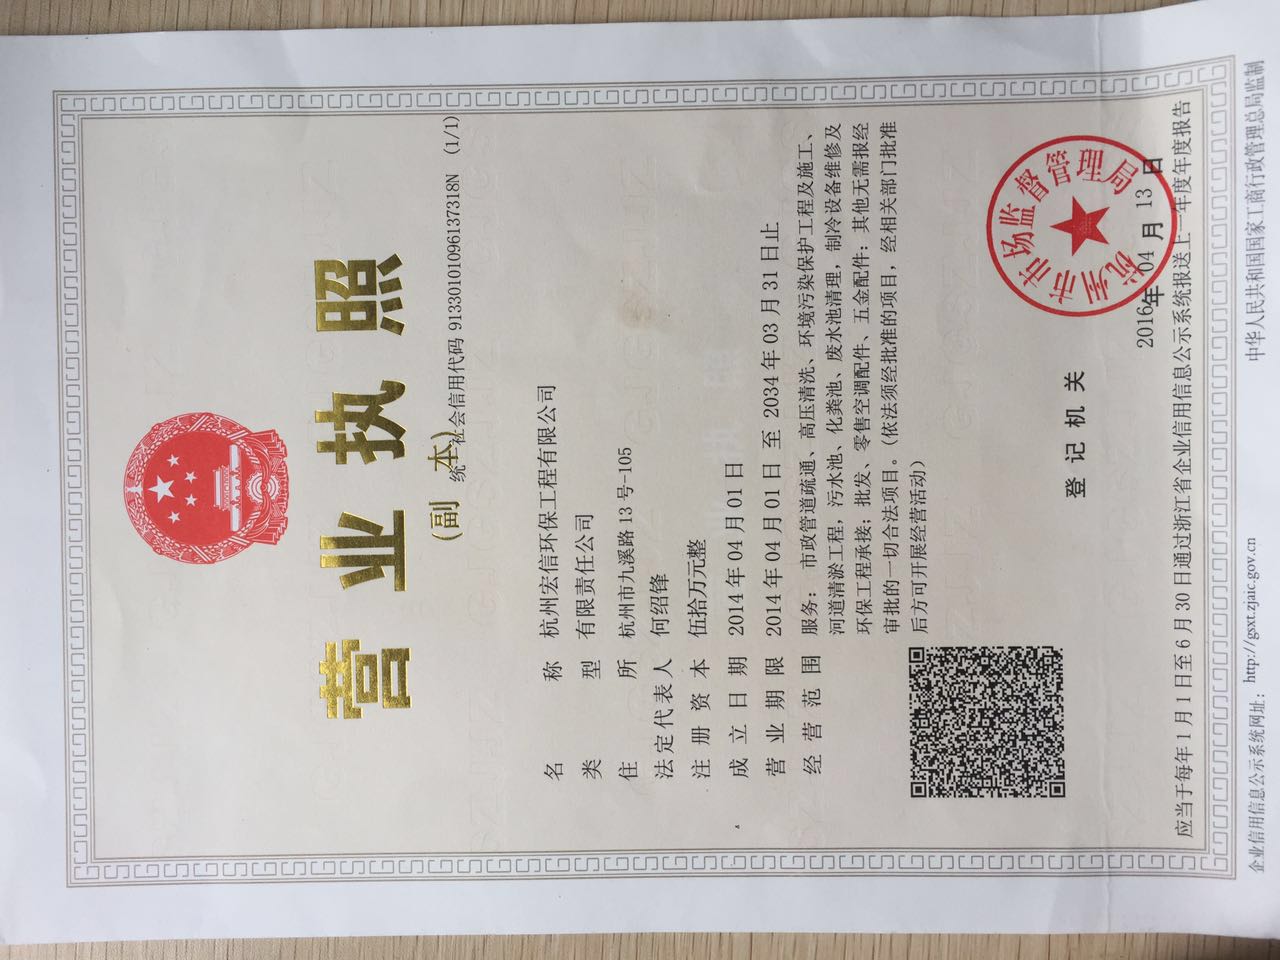 营业执照
(副 本)
统一社会信用代码 91330101096137318N (1/1)
名称 杭州宏信环保工程有限公司
类型 有限责任公司
住所 杭州市九溪路13号-105
法定代表人 何绍锋
注册资本 伍拾万元整
成立日期 2014年04月01日
营业期限 2014年04月01日 至 2034年03月31日止
经营范围 服务：市政管道疏通、高压清洗、环境污染保护工程及施工、
河道清淤工程，污水池、化粪池、废水池清理，制冷设备维修及
环保工程承接；批发、零售空调配件、五金配件：其他无需报经
审批的一切合法项目。（依法须经批准的项目，经相关部门批准
后方可开展经营活动）
登记机关
杭州市市场监督管理局
2016年 04月 13日
应当于每年1月1日至6月30日通过浙江省企业信用信息公示系统报送上一年度年度报告
企业信用信息公示系统网址： http://gsxt.zjaic.gov.cn
中华人民共和国国家工商行政管理总局监制